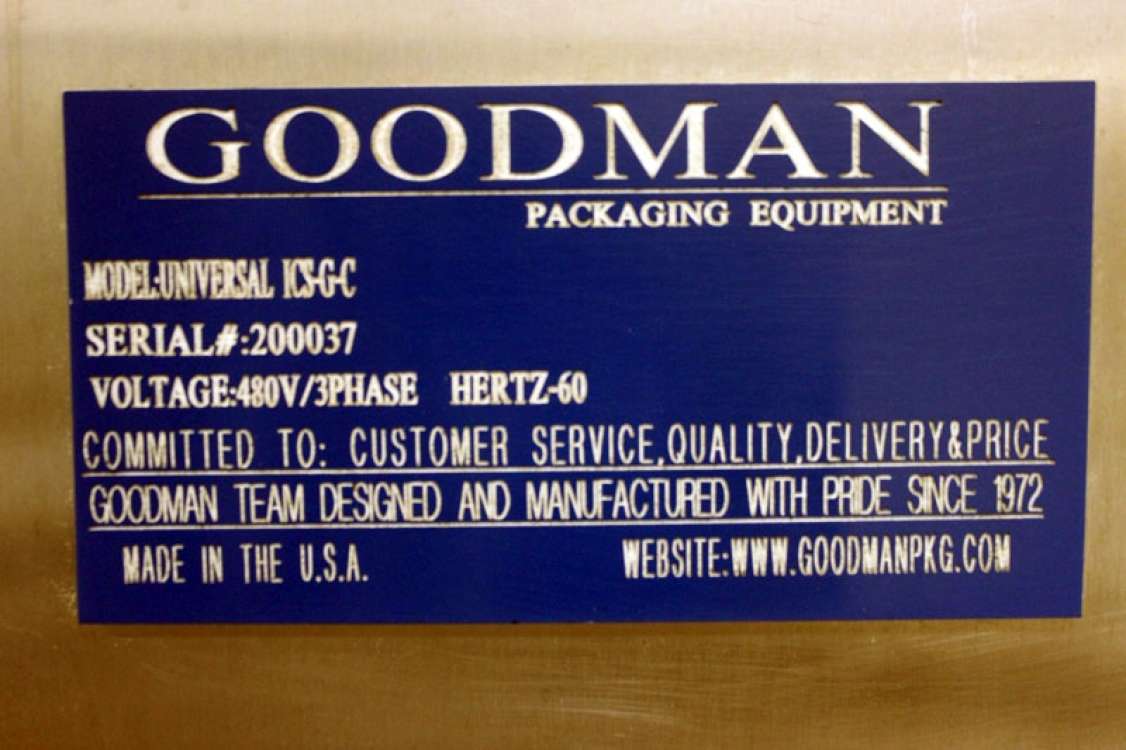 GOODMAN
PACKAGING EQUIPMENT
MODEL:UNIVERSAL ICS-G-C
SERIAL#:200037
VOLTAGE:480V/3PHASE HERTZ-60
COMMITTED TO: CUSTOMER SERVICE,QUALITY,DELIVERY&PRICE
GOODMAN TEAM DESIGNED AND MANUFACTURED WITH PRIDE SINCE 1972
MADE IN THE U.S.A. WEBSITE:WWW.GOODMANPKG.COM